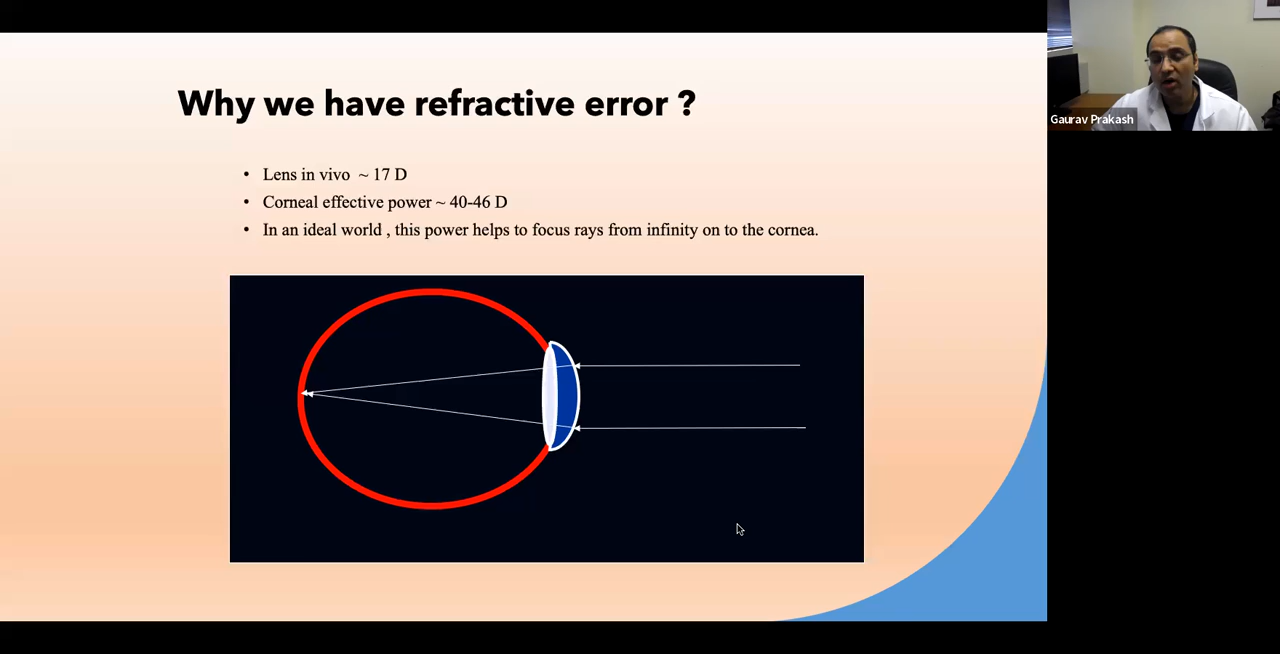 Why we have refractive error ?
Gaurav Prakash
• Lens in vivo ~ 17 D
• Corneal effective power ~ 40-46 D
• In an ideal world , this power helps to focus rays from infinity on to the cornea.